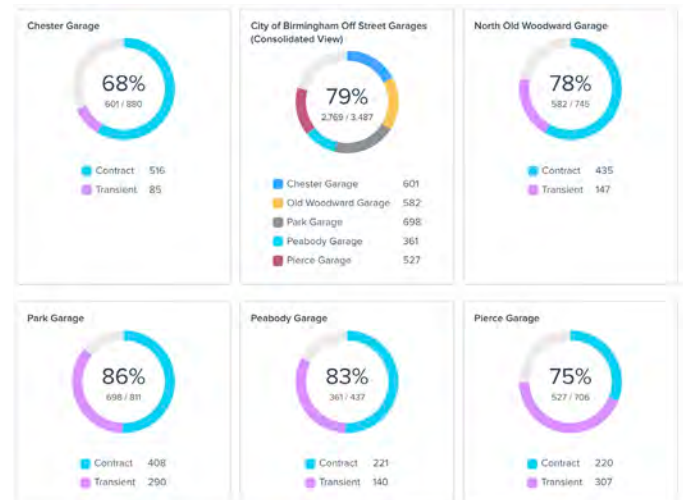 Chester Garage
68%
601 / 880
Contract 516
Transient 85
City of Birmingham Off Street Garages
(Consolidated View)
79%
2,769 / 3,487
Chester Garage 601
Old Woodward Garage 582
Park Garage 698
Peabody Garage 361
Pierce Garage 527
North Old Woodward Garage
78%
582 / 745
Contract 435
Transient 147
Park Garage
86%
698 / 811
Contract 408
Transient 290
Peabody Garage
83%
361 / 437
Contract 221
Transient 140
Pierce Garage
75%
527 / 706
Contract 220
Transient 307